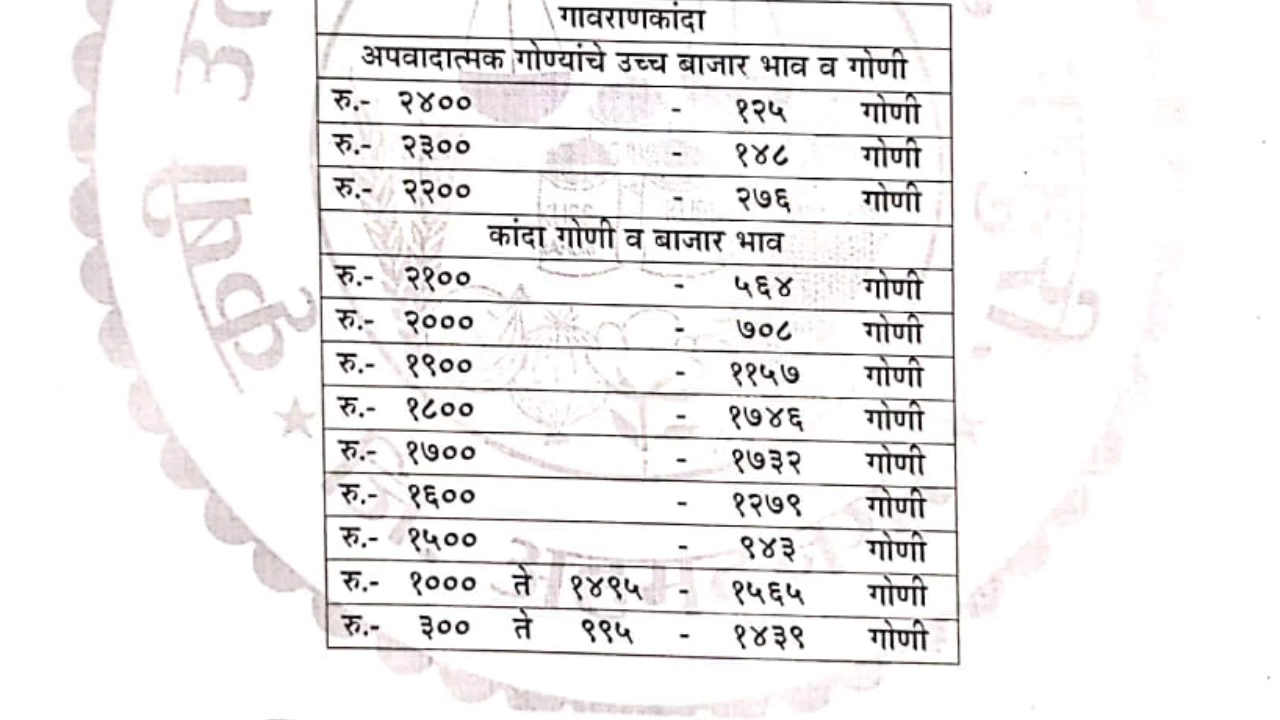 गावराणकांदा
अपवादात्मक गोण्यांचे उच्च बाजार भाव व गोणी
रु.- २४०० - १२५ गोणी
रु.- २३०० - १४८ गोणी
रु.- २२०० - २७६ गोणी
कांदा गोणी व बाजार भाव
रु.- २१०० - ५६४ गोणी
रु.- २००० - ७०८ गोणी
रु.- १९०० - ११५७ गोणी
रु.- १८०० - १७४६ गोणी
रु.- १७०० - १७३२ गोणी
रु.- १६०० - १२७९ गोणी
रु.- १५०० - ९४३ गोणी
रु.- १००० ते १४९५ - १५६५ गोणी
रु.- ३०० ते ९९५ - १४३९ गोणी
कृषी